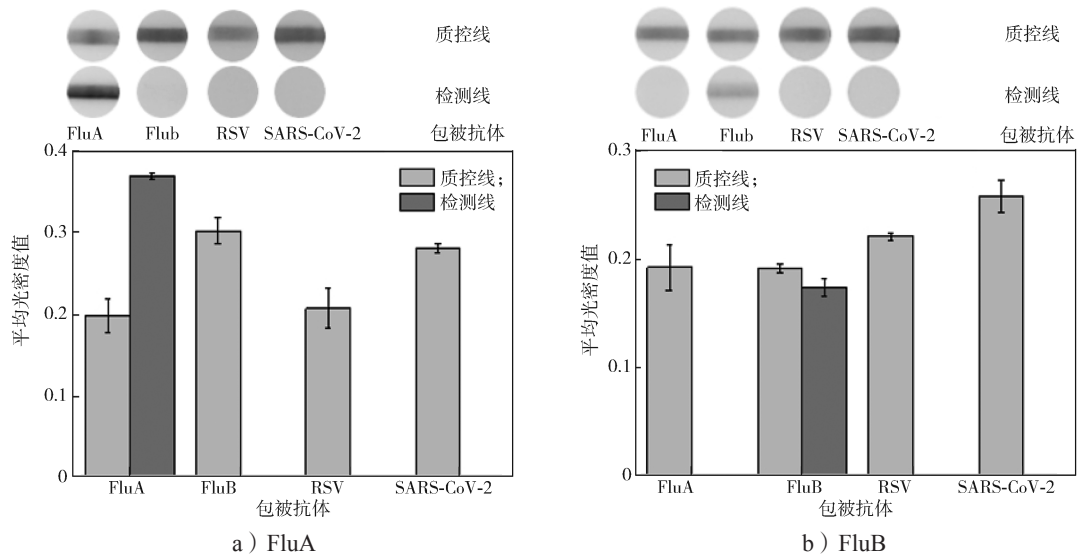 质控线
检测线
FluA Flub RSV SARS-CoV-2 包被抗体
0.4
0.3
0.2
0.1
0
平均光密度值
质控线；
检测线
FluA FluB RSV SARS-CoV-2
包被抗体
a）FluA
质控线
检测线
FluA Flub RSV SARS-CoV-2 包被抗体
0.3
0.2
0.1
0
平均光密度值
质控线；
检测线
FluA FluB RSV SARS-CoV-2
包被抗体
b）FluB